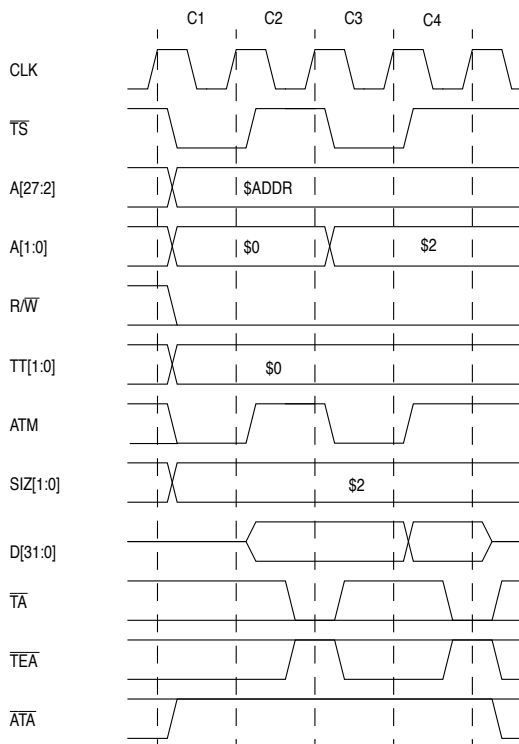 C1 C2 C3 C4
CLK
TS
A[27:2] $ADDR
A[1:0] $0 $2
R/W
TT[1:0] $0
ATM
SIZ[1:0] $2
D[31:0]
TA
TEA
ATA